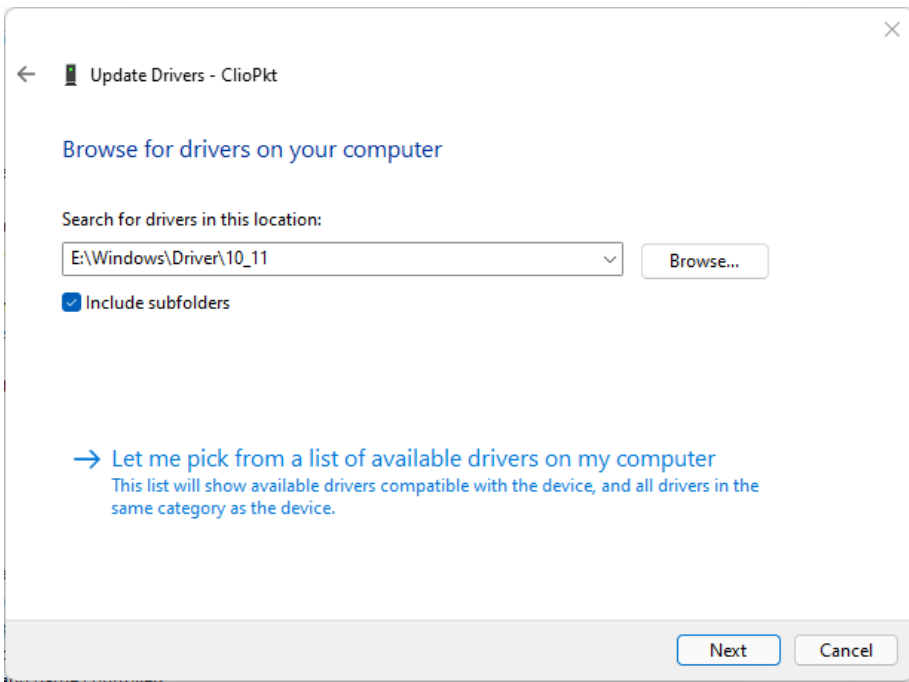 Update Drivers - ClioPkt
Browse for drivers on your computer
Search for drivers in this location:
E:\Windows\Driver\10_11
Browse...
Include subfolders
Let me pick from a list of available drivers on my computer
This list will show available drivers compatible with the device, and all drivers in the
same category as the device.
Next
Cancel